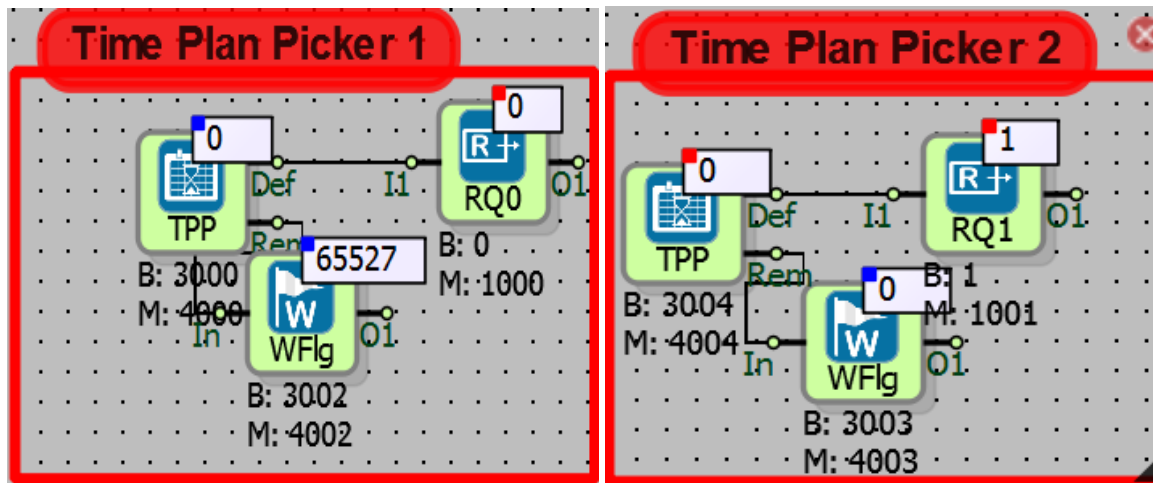 Time Plan Picker 1
0
0
R
Def
I1
O1
TPP
RQ0
Rem
65527
B: 3000
B: 0
M: 4000
M: 1000
In
W
O1
WFlg
B: 3002
M: 4002
Time Plan Picker 2
0
1
R
Def
I1
O1
TPP
RQ1
Rem
B: 3004
0
B: 1
M: 4004
M: 1001
In
W
O1
WFlg
B: 3003
M: 4003